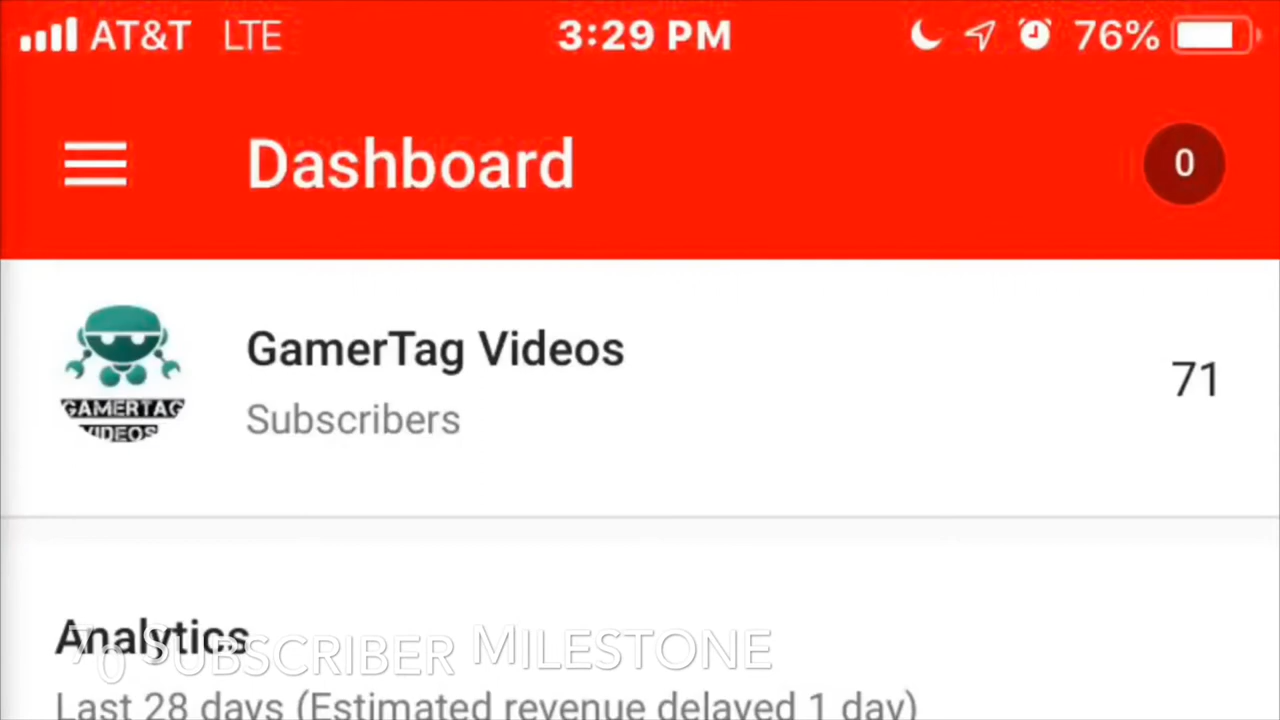 AT&T LTE 3:29 PM 76%
Dashboard 0
GamerTag Videos
71
Subscribers
GAMERTAG
VIDEOS
Analytics
70 SUBSCRIBER MILESTONE
Last 28 days (Estimated revenue delayed 1 day)